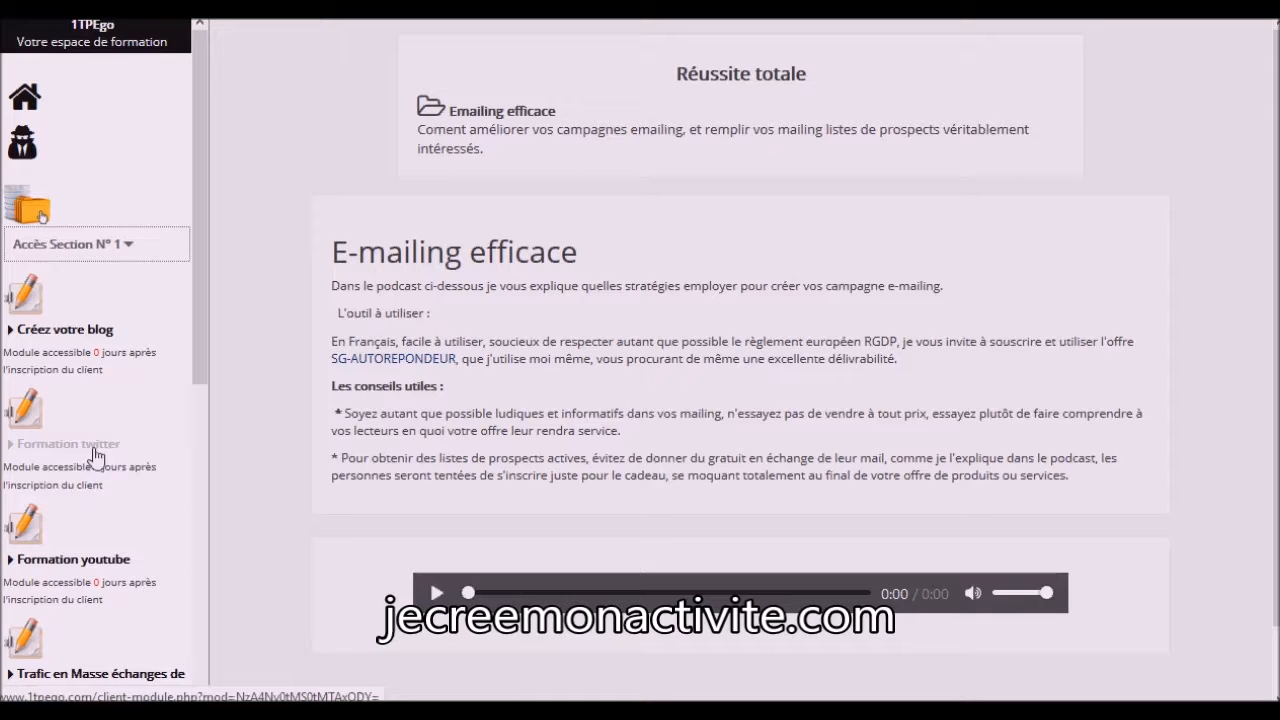 1TPEgo
Votre espace de formation
Accès Section N° 1
Créez votre blog
Module accessible 0 jours après
l'inscription du client
Formation twitter
Module accessible jours après
l'inscription du client
Formation youtube
Module accessible 0 jours après
l'inscription du client
Trafic en Masse échanges de
Réussite totale
Emailing efficace
Coment améliorer vos campagnes emailing, et remplir vos mailing listes de prospects véritablement
intéressés.
E-mailing efficace
Dans le podcast ci-dessous je vous explique quelles stratégies employer pour créer vos campagne e-mailing.
L'outil à utiliser :
En Français, facile à utiliser, soucieux de respecter autant que possible le règlement européen RGDP, je vous invite à souscrire et utiliser l'offre
SG-AUTOREPONDEUR, que j'utilise moi même, vous procurant de même une excellente délivrabilité.
Les conseils utiles :
* Soyez autant que possible ludiques et informatifs dans vos mailing, n'essayez pas de vendre à tout prix, essayez plutôt de faire comprendre à
vos lecteurs en quoi votre offre leur rendra service.
* Pour obtenir des listes de prospects actives, évitez de donner du gratuit en échange de leur mail, comme je l'explique dans le podcast, les
personnes seront tentées de s'inscrire juste pour le cadeau, se moquant totalement au final de votre offre de produits ou services.
0:00 / 0:00
jecreemonactivite.com